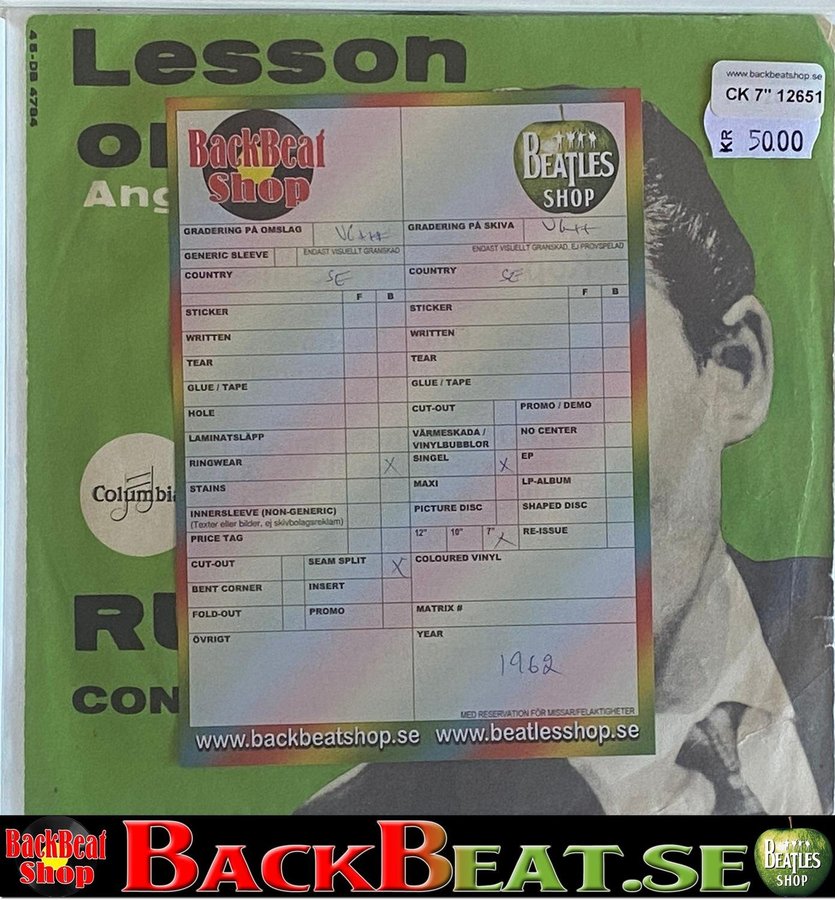 45-DB 4784
Lesson
www.backbeatshop.se
CK 7" 12651
KR 50.00
Columbia
BackBeat
Shop
BEATLES
SHOP
GRADERING PÅ OMSLAG VG++ GRADERING PÅ SKIVA VG++
GENERIC SLEEVE ENDAST VISUELLT GRANSKAD ENDAST VISUELLT GRANSKAD, EJ PROVSPELAD
COUNTRY SE COUNTRY SE
F B F B
STICKER STICKER
WRITTEN WRITTEN
TEAR TEAR
GLUE / TAPE GLUE / TAPE
HOLE CUT-OUT PROMO / DEMO
LAMINATSLÄPP VÄRMESKADA / VINYLBUBBLOR NO CENTER
RINGWEAR X SINGEL X EP
STAINS MAXI LP-ALBUM
INNERSLEEVE (NON-GENERIC) PICTURE DISC SHAPED DISC
(Texter eller bilder, ej skivbolagsreklam)
PRICE TAG 12" 10" 7" X RE-ISSUE
CUT-OUT SEAM SPLIT X COLOURED VINYL
BENT CORNER INSERT
FOLD-OUT PROMO MATRIX #
ÖVRIGT YEAR
1962
MED RESERVATION FÖR MISSAR/FELAKTIGHETER
www.backbeatshop.se www.beatlesshop.se
CON
BackBeat
Shop
BACKBEAT.SE
BEATLES
SHOP